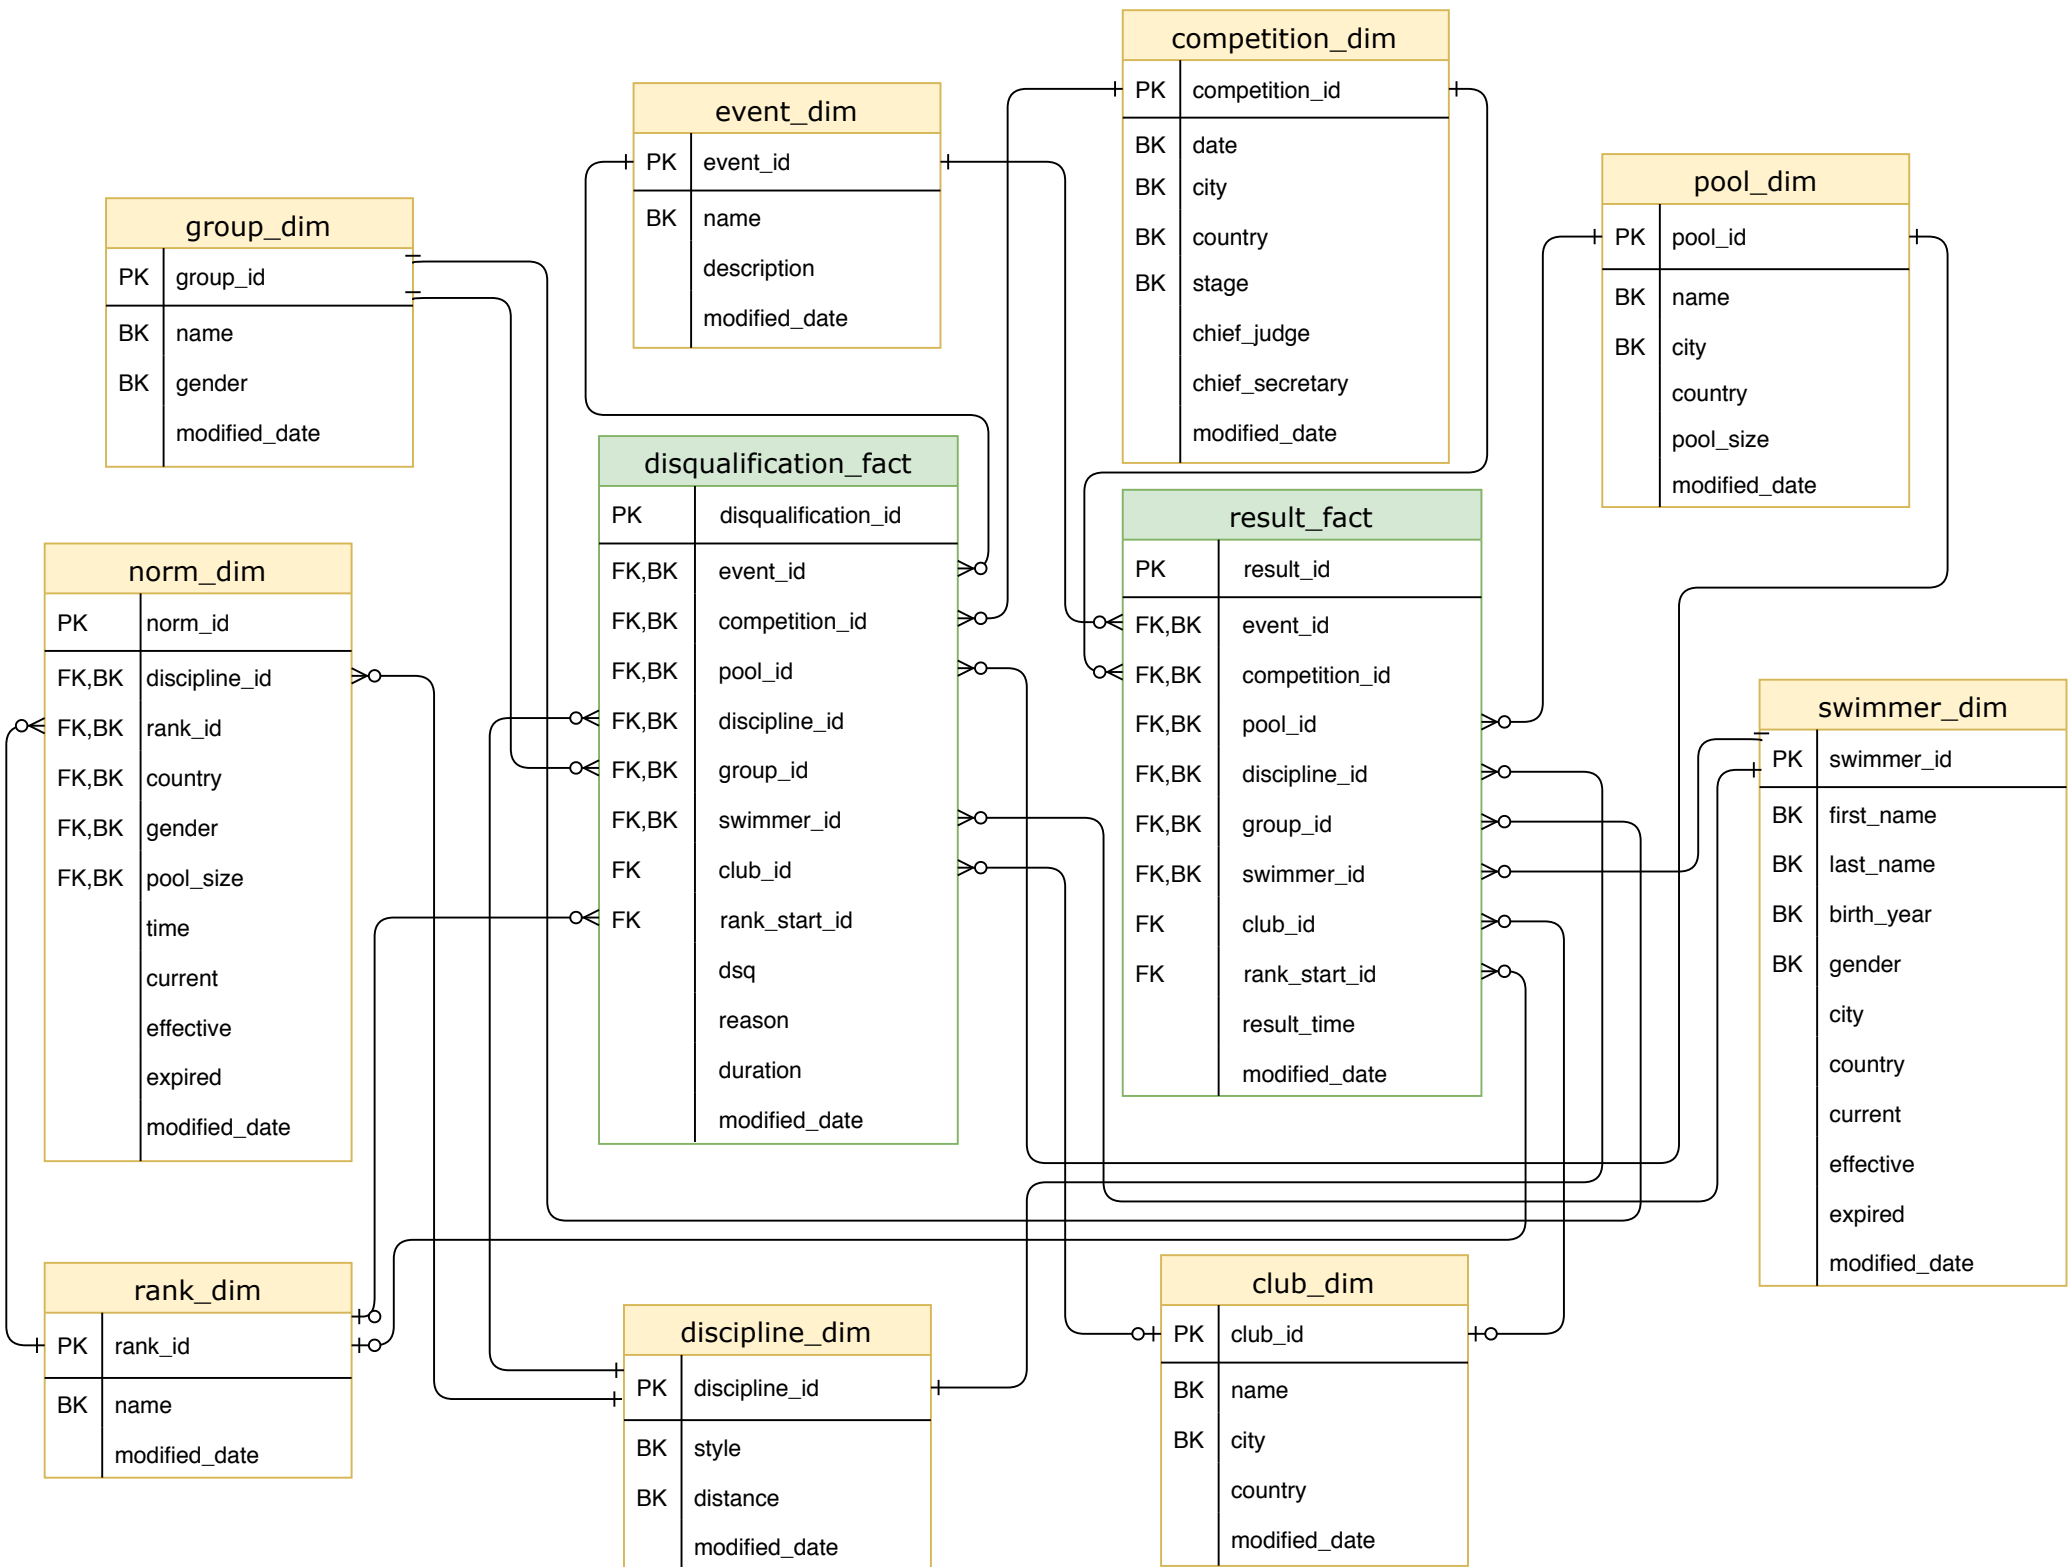 competition_dim
PK competition_id
BK date
BK city
BK country
BK stage
chief_judge
chief_secretary
modified_date
event_dim
PK event_id
BK name
description
modified_date
pool_dim
PK pool_id
BK name
BK city
country
pool_size
modified_date
group_dim
PK group_id
BK name
BK gender
modified_date
disqualification_fact
PK disqualification_id
FK,BK event_id
FK,BK competition_id
FK,BK pool_id
FK,BK discipline_id
FK,BK group_id
FK,BK swimmer_id
FK club_id
FK rank_start_id
dsq
reason
duration
modified_date
result_fact
PK result_id
FK,BK event_id
FK,BK competition_id
FK,BK pool_id
FK,BK discipline_id
FK,BK group_id
FK,BK swimmer_id
FK club_id
FK rank_start_id
result_time
modified_date
norm_dim
PK norm_id
FK,BK discipline_id
FK,BK rank_id
FK,BK country
FK,BK gender
FK,BK pool_size
time
current
effective
expired
modified_date
swimmer_dim
PK swimmer_id
BK first_name
BK last_name
BK birth_year
BK gender
city
country
current
effective
expired
modified_date
rank_dim
PK rank_id
BK name
modified_date
discipline_dim
PK discipline_id
BK style
BK distance
modified_date
club_dim
PK club_id
BK name
BK city
country
modified_date